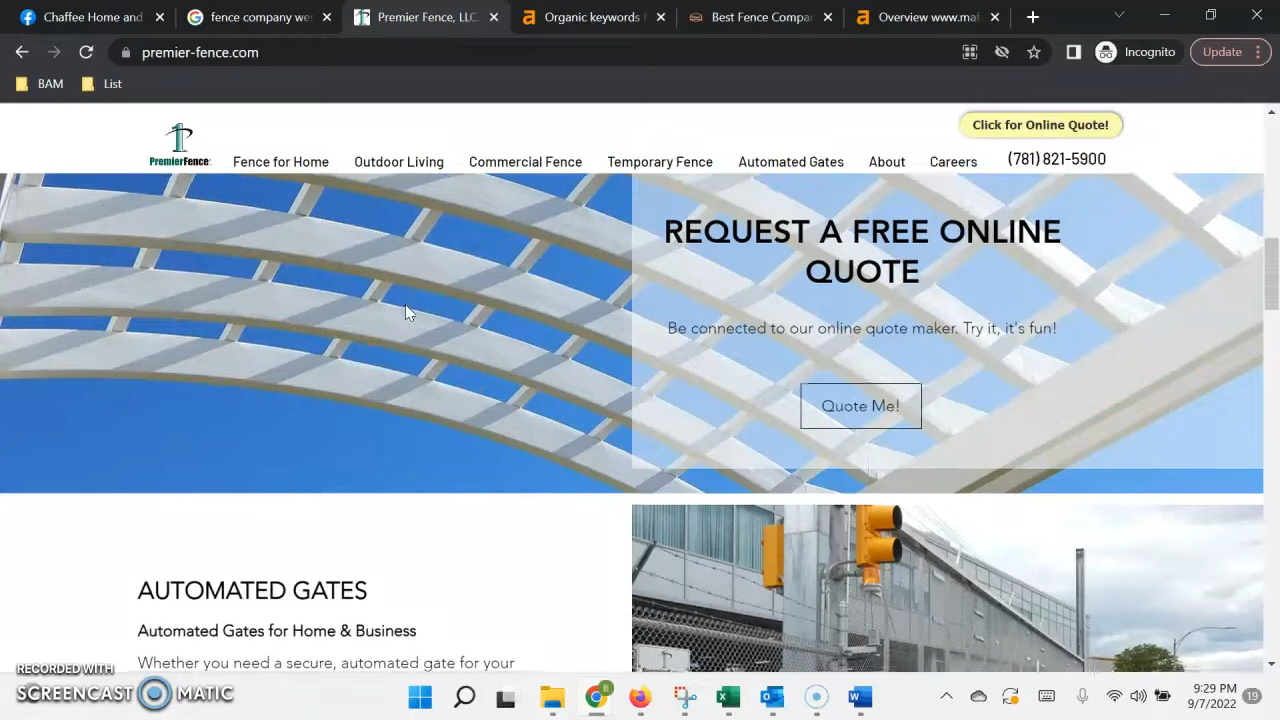 Chaffee Home and
fence company wes
Premier Fence, LLC
Organic keywords f
Best Fence Compar
Overview www.mat
premier-fence.com
Incognito
Update
BAM
List
Click for Online Quote!
PremierFence
Fence for Home
Outdoor Living
Commercial Fence
Temporary Fence
Automated Gates
About
Careers
(781) 821-5900
REQUEST A FREE ONLINE
QUOTE
Be connected to our online quote maker. Try it, it's fun!
Quote Me!
AUTOMATED GATES
Automated Gates for Home & Business
Whether you need a secure, automated gate for your
RECORDED WITH
SCREENCAST MATIC
9:29 PM
9/7/2022
19